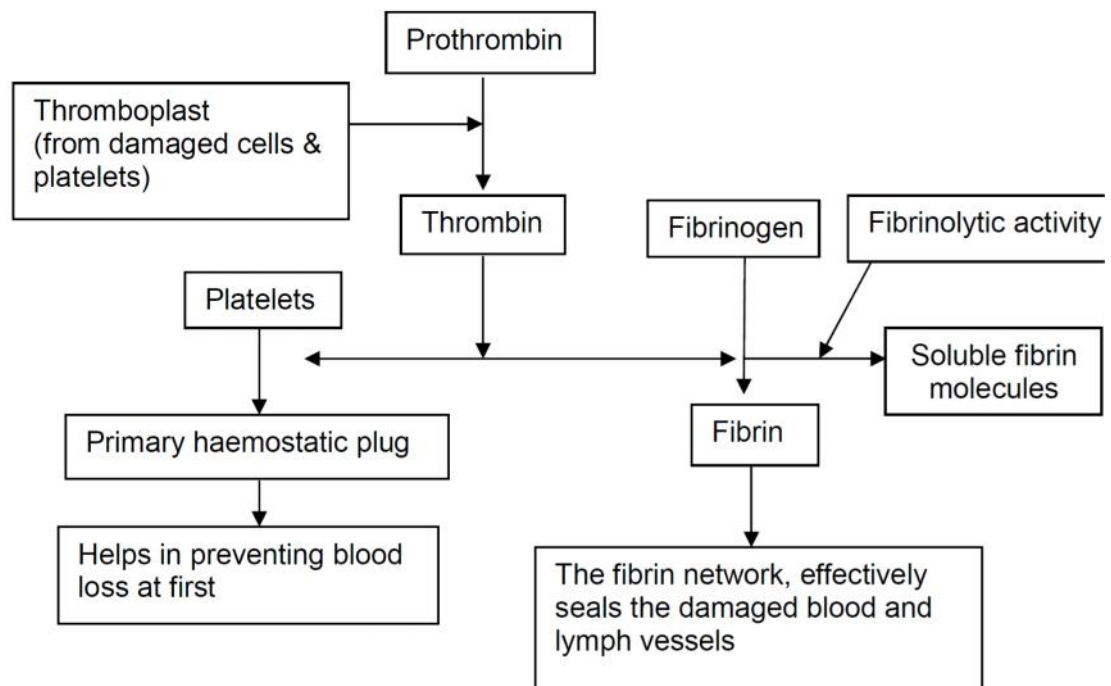 Prothrombin
Thromboplast
(from damaged cells &
platelets)
Thrombin
Fibrinogen
Fibrinolytic activity
Platelets
Soluble fibrin
molecules
Primary haemostatic plug
Fibrin
Helps in preventing blood
loss at first
The fibrin network, effectively
seals the damaged blood and
lymph vessels